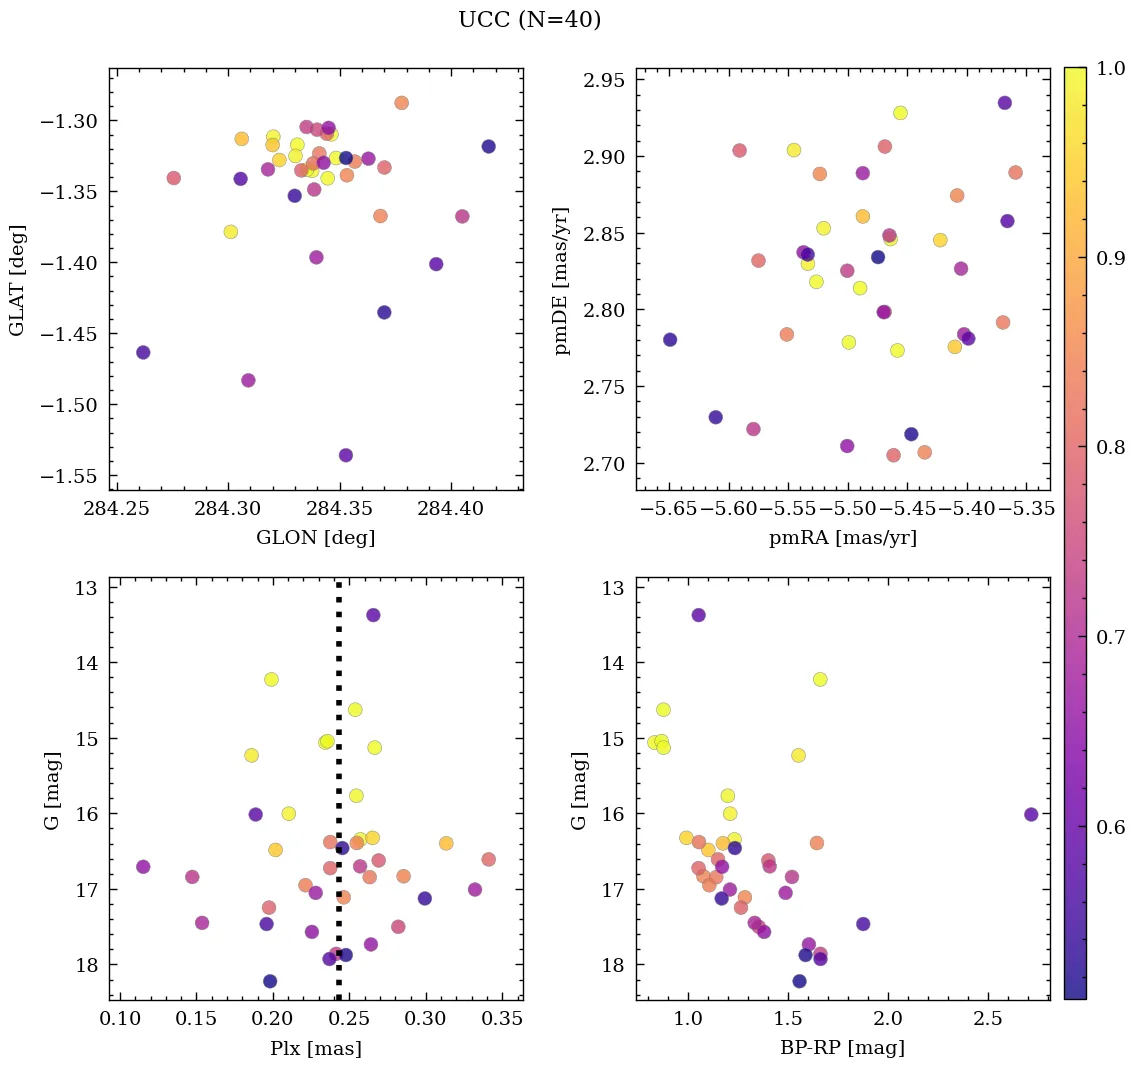 UCC (N=40)
−1.30
−1.35
−1.40
−1.45
−1.50
−1.55
GLAT [deg]
284.25 284.30 284.35 284.40
GLON [deg]
2.95
2.90
2.85
2.80
2.75
2.70
pmDE [mas/yr]
−5.65 −5.60 −5.55 −5.50 −5.45 −5.40 −5.35
pmRA [mas/yr]
13
14
15
16
17
18
G [mag]
0.10 0.15 0.20 0.25 0.30 0.35
Plx [mas]
13
14
15
16
17
18
G [mag]
1.0 1.5 2.0 2.5
BP-RP [mag]
1.0
0.9
0.8
0.7
0.6